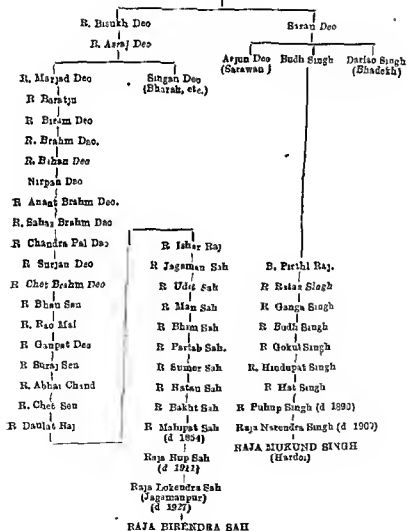 R. Bisukh Deo
Saran Deo
R. Asraj Deo
Arjun Deo
(Sarawan)
Budh Singh
Dariao Singh
(Bhadekh)
R. Marjad Deo
Singan Deo
(Bharak, etc.)
R Baratju
R Biram Deo
R. Brahm Deo.
R. Bihan Deo
Nirpan Deo
R Anant Brahm Deo.
R. Sahas Brahm Deo
R Chandra Pal Deo
R Surjan Deo
R Chet Brahm Deo
R Bhan Sen
R. Rao Mal
R Ganpat Deo
R Suraj Sen
R. Abhai Chand
R. Chet Sen
R Daulat Raj
R Isher Raj
R Jagaman Sah
R Udit Sah
R Man Sah
R Bhim Sah
R Partab Sah.
R Sumer Sah
R Ratan Sah
R Bakht Sah
R Mahipat Sah
(d 1854)
Raja Rup Sah
(d 1911)
Raja Lokendra Sah
(Jagamanpur)
(d 1927)
RAJA BIRENDRA SAH
B. Pirthi Raj.
R Ratan Singh
R Ganga Singh
R Budh Singh
R Gokul Singh
R. Hindupat Singh
R Hat Singh
R Puhup Singh (d 1890)
Raja Narendra Singh (d 1907)
RAJA MUKUND SINGH
(Hardoi)